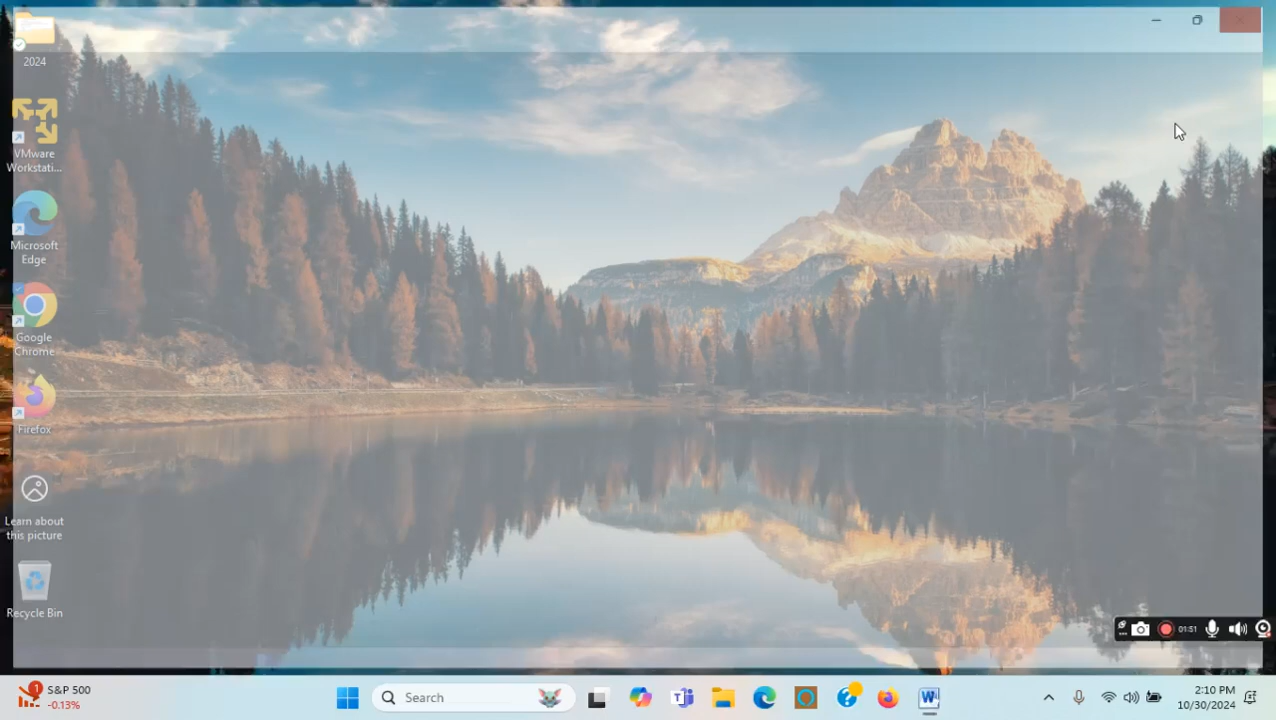 2024
VMware
Workstati...
Microsoft
Edge
Google
Chrome
Firefox
Learn about
this picture
Recycle Bin
01:51
1
S&P 500
-0.13%
Search
W
2:10 PM
10/30/2024